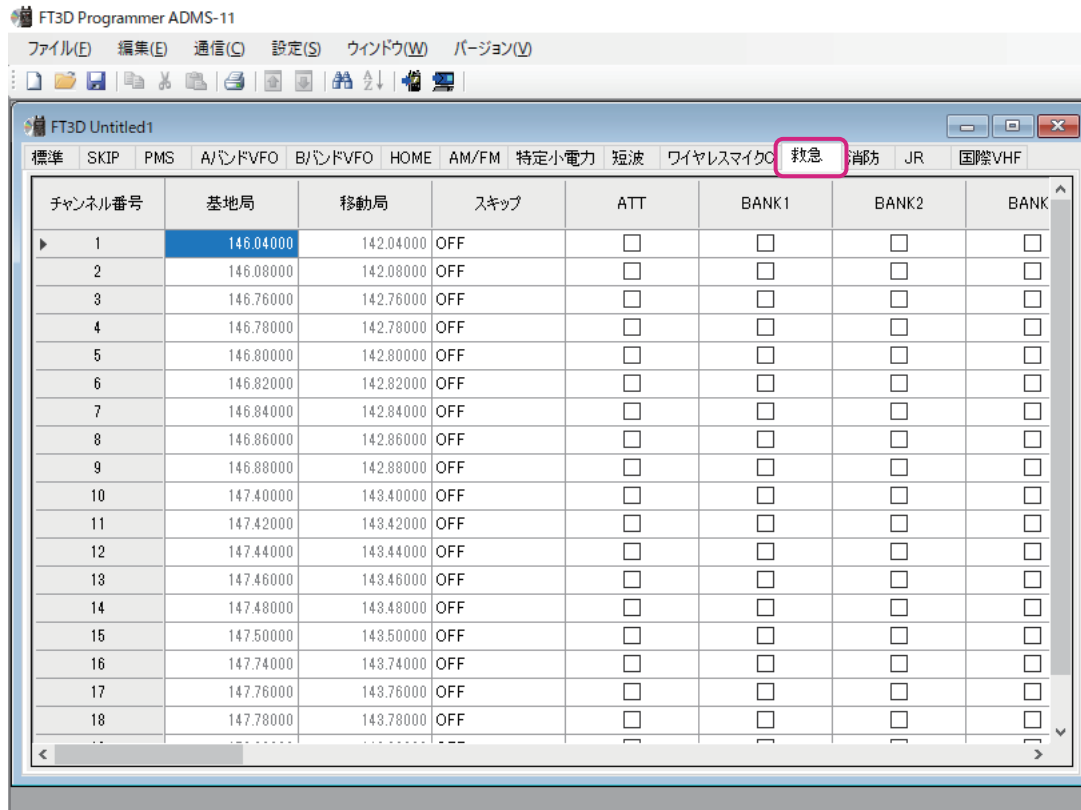 FT3D Programmer ADMS-11
ファイル(F) 編集(E) 通信(C) 設定(S) ウィンドウ(W) バージョン(V)
FT3D Untitled1
標準 SKIP PMS AバンドVFO BバンドVFO HOME AM/FM 特定小電力 短波 ワイヤレスマイクO 救急 消防 JR 国際VHF
チャンネル番号 基地局 移動局 スキップ ATT BANK1 BANK2 BANK
1 146.04000 142.04000 OFF
2 146.08000 142.08000 OFF
3 146.76000 142.76000 OFF
4 146.78000 142.78000 OFF
5 146.80000 142.80000 OFF
6 146.82000 142.82000 OFF
7 146.84000 142.84000 OFF
8 146.86000 142.86000 OFF
9 146.88000 142.88000 OFF
10 147.40000 143.40000 OFF
11 147.42000 143.42000 OFF
12 147.44000 143.44000 OFF
13 147.46000 143.46000 OFF
14 147.48000 143.48000 OFF
15 147.50000 143.50000 OFF
16 147.74000 143.74000 OFF
17 147.76000 143.76000 OFF
18 147.78000 143.78000 OFF